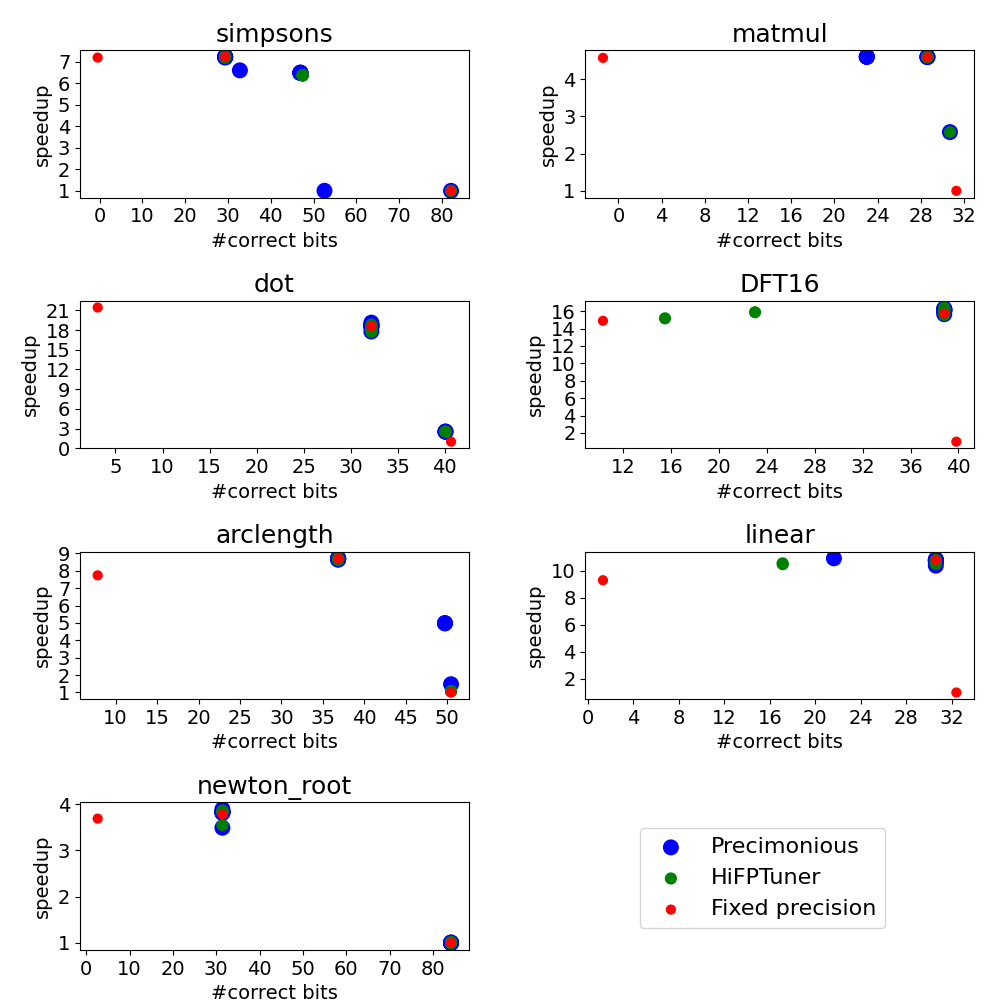 simpsons
7
6
5
4
3
2
1
speedup
0 10 20 30 40 50 60 70 80
#correct bits
matmul
4
3
2
1
speedup
0 4 8 12 16 20 24 28 32
#correct bits
dot
21
18
15
12
9
6
3
0
speedup
5 10 15 20 25 30 35 40
#correct bits
DFT16
16
14
12
10
8
6
4
2
speedup
12 16 20 24 28 32 36 40
#correct bits
arclength
9
8
7
6
5
4
3
2
1
speedup
10 15 20 25 30 35 40 45 50
#correct bits
linear
10
8
6
4
2
speedup
0 4 8 12 16 20 24 28 32
#correct bits
newton_root
4
3
2
1
speedup
0 10 20 30 40 50 60 70 80
#correct bits
Precimonious
HiFPTuner
Fixed precision